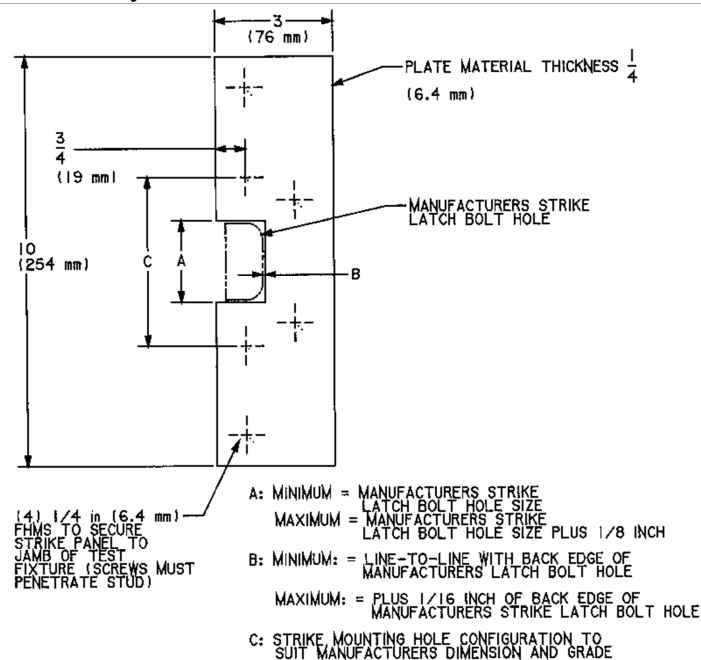 3
(76 mm)
PLATE MATERIAL THICKNESS 1/4
(6.4 mm)
3/4
(19 mm)
MANUFACTURERS STRIKE
LATCH BOLT HOLE
10
(254 mm)
C
A
B
(4) 1/4 in (6.4 mm)
FHMS TO SECURE
STRIKE PANEL TO
JAMB OF TEST
FIXTURE (SCREWS MUST
PENETRATE STUD)
A: MINIMUM = MANUFACTURERS STRIKE
LATCH BOLT HOLE SIZE
MAXIMUM = MANUFACTURERS STRIKE
LATCH BOLT HOLE SIZE PLUS 1/8 INCH
B: MINIMUM: = LINE-TO-LINE WITH BACK EDGE OF
MANUFACTURERS LATCH BOLT HOLE
MAXIMUM: = PLUS 1/16 INCH OF BACK EDGE OF
MANUFACTURERS STRIKE LATCH BOLT HOLE
C: STRIKE MOUNTING HOLE CONFIGURATION TO
SUIT MANUFACTURERS DIMENSION AND GRADE